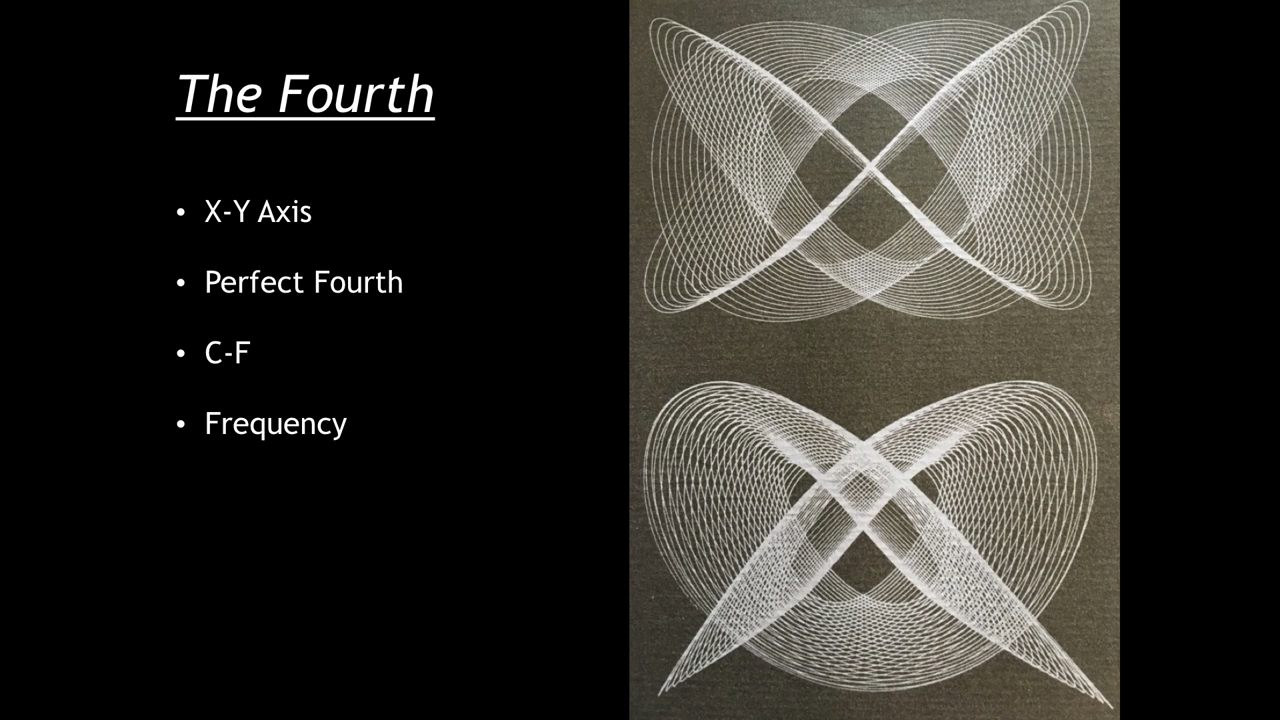 The Fourth
• X-Y Axis
• Perfect Fourth
• C-F
• Frequency